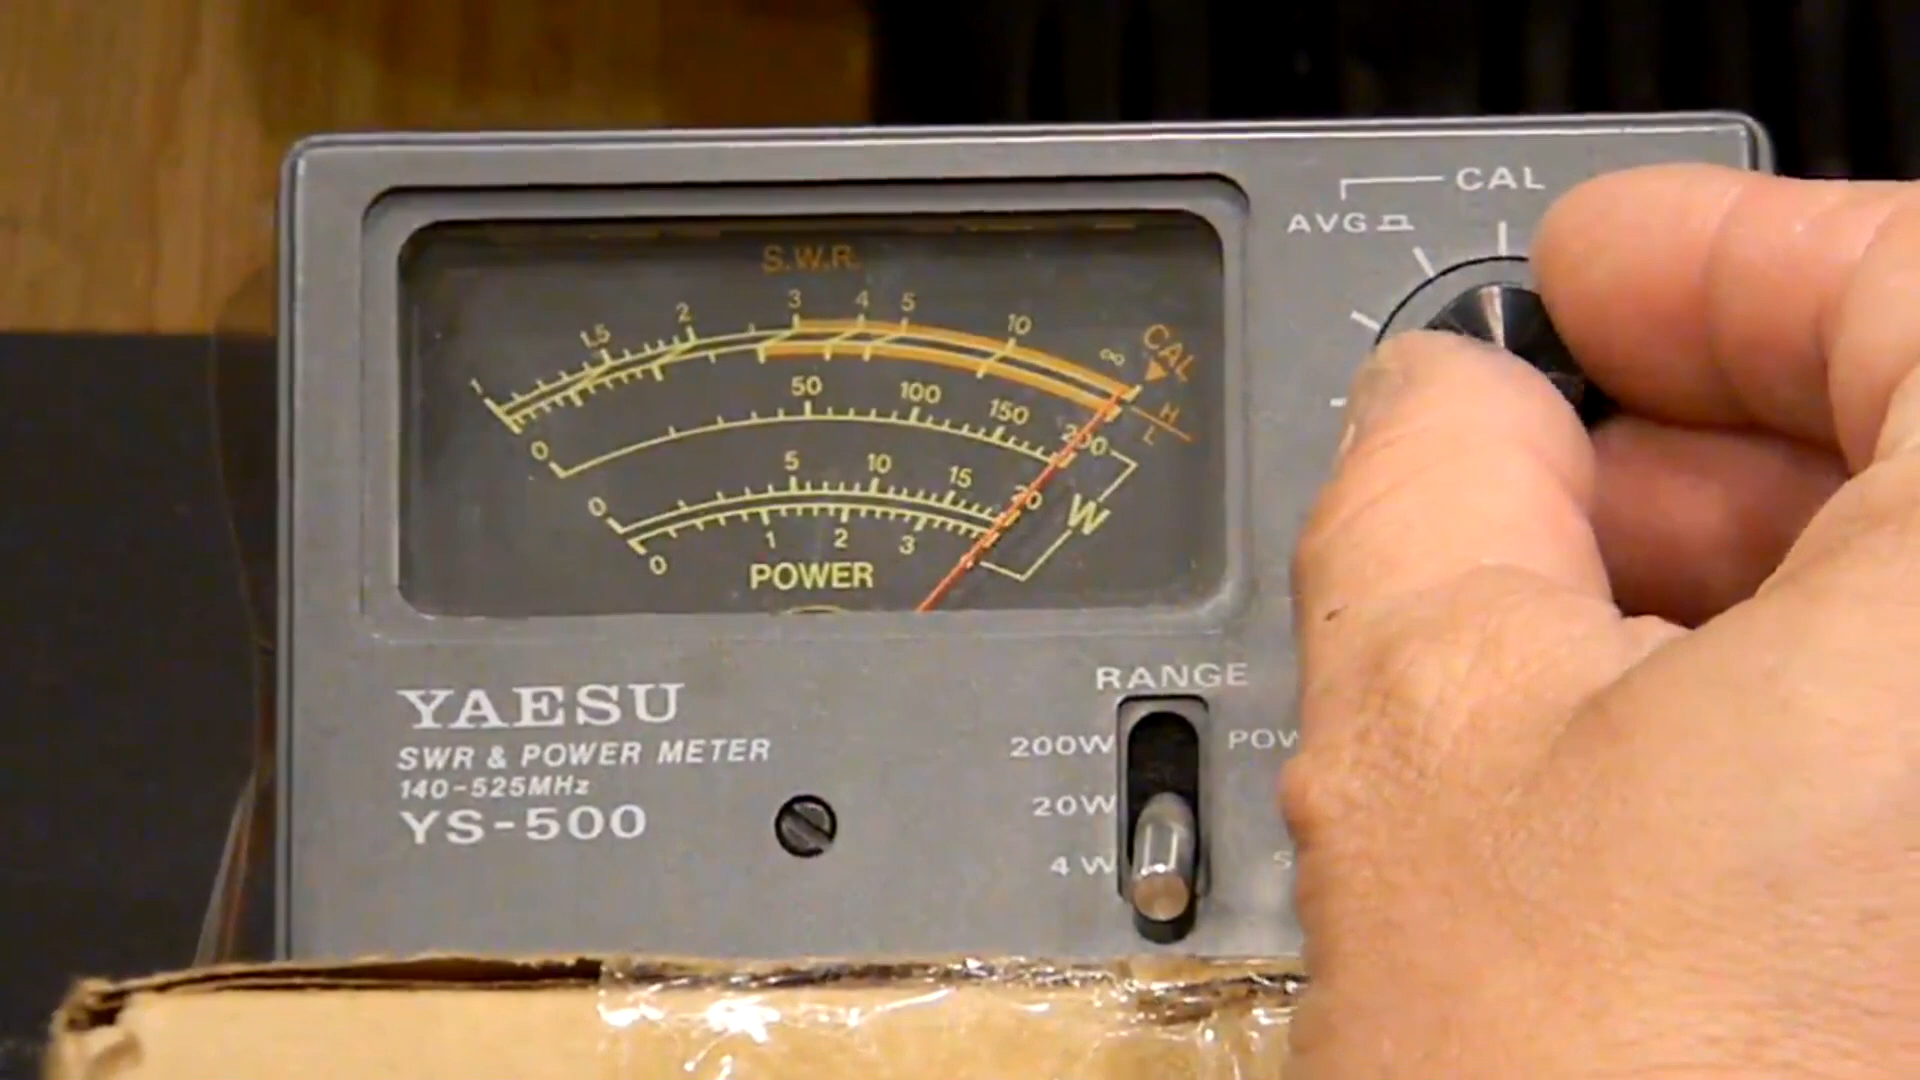 CAL
AVG
S.W.R.
1 1.5 2 3 4 5 10 ∞ CAL
H
L
0 50 100 150 200
0 5 10 15 20
0 1 2 3
W
POWER
YAESU
SWR & POWER METER
140-525MHz
YS-500
RANGE
200W
20W
4 W